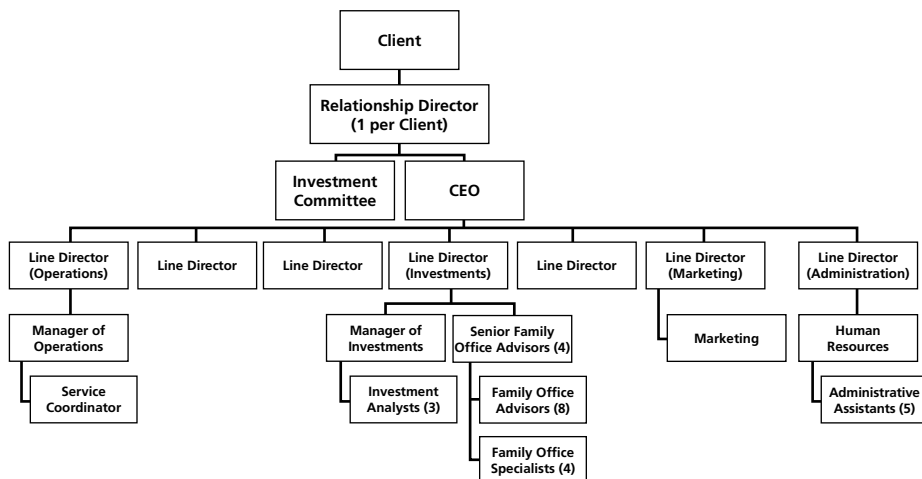 Client
Relationship Director
(1 per Client)
Investment
Committee
CEO
Line Director
(Operations)
Line Director
Line Director
Line Director
(Investments)
Line Director
Line Director
(Marketing)
Line Director
(Administration)
Manager of
Operations
Manager of
Investments
Senior Family
Office Advisors (4)
Marketing
Human
Resources
Service
Coordinator
Investment
Analysts (3)
Family Office
Advisors (8)
Administrative
Assistants (5)
Family Office
Specialists (4)